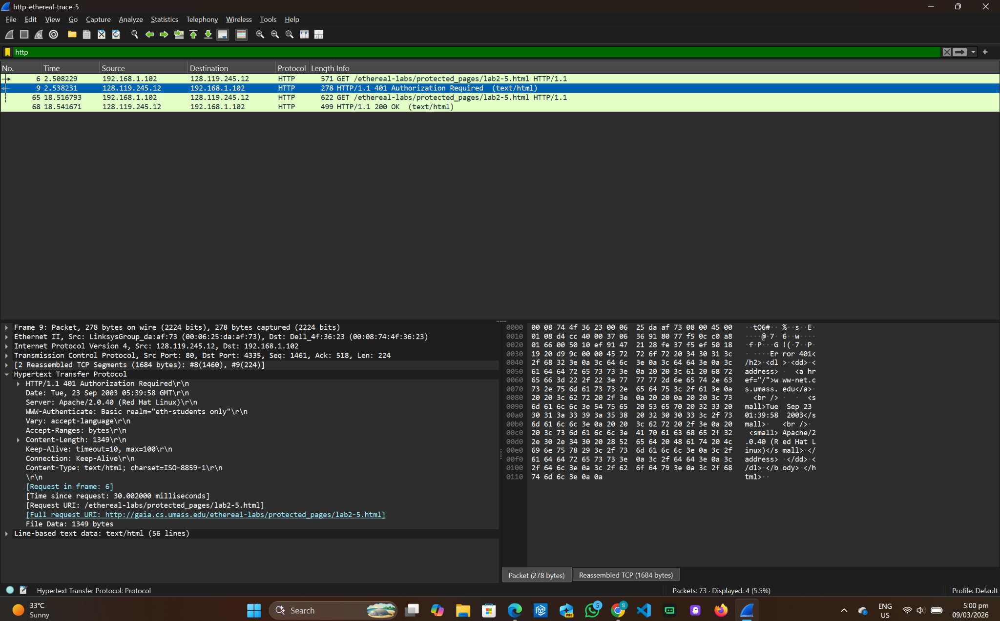 http-ethereal-trace-5
File Edit View Go Capture Analyze Statistics Telephony Wireless Tools Help
http
No. Time Source Destination Protocol Length Info
6 2.508229 192.168.1.102 128.119.245.12 HTTP 571 GET /ethereal-labs/protected_pages/lab2-5.html HTTP/1.1
9 2.538231 128.119.245.12 192.168.1.102 HTTP 278 HTTP/1.1 401 Authorization Required (text/html)
65 18.516793 192.168.1.102 128.119.245.12 HTTP 622 GET /ethereal-labs/protected_pages/lab2-5.html HTTP/1.1
68 18.541671 128.119.245.12 192.168.1.102 HTTP 499 HTTP/1.1 200 OK (text/html)
Frame 9: Packet, 278 bytes on wire (2224 bits), 278 bytes captured (2224 bits)
Ethernet II, Src: LinksysGroup_da:af:73 (00:06:25:da:af:73), Dst: Dell_4f:36:23 (00:08:74:4f:36:23)
Internet Protocol Version 4, Src: 128.119.245.12, Dst: 192.168.1.102
Transmission Control Protocol, Src Port: 80, Dst Port: 4335, Seq: 1461, Ack: 518, Len: 224
[2 Reassembled TCP Segments (1684 bytes): #8(1460), #9(224)]
Hypertext Transfer Protocol
HTTP/1.1 401 Authorization Required\r\n
Date: Tue, 23 Sep 2003 05:39:58 GMT\r\n
Server: Apache/2.0.40 (Red Hat Linux)\r\n
WWW-Authenticate: Basic realm="eth-students only"\r\n
Vary: accept-language\r\n
Accept-Ranges: bytes\r\n
Content-Length: 1349\r\n
Keep-Alive: timeout=10, max=100\r\n
Connection: Keep-Alive\r\n
Content-Type: text/html; charset=ISO-8859-1\r\n
\r\n
[Request in frame: 6]
[Time since request: 30.002000 milliseconds]
[Request URI: /ethereal-labs/protected_pages/lab2-5.html]
[Full request URI: http://gaia.cs.umass.edu/ethereal-labs/protected_pages/lab2-5.html]
File Data: 1349 bytes
Line-based text data: text/html (56 lines)
0000 00 08 74 4f 36 23 00 06 25 da af 73 08 00 45 00 ··tO6#·· %··s··E·
0010 01 08 d4 cc 40 00 37 06 36 91 80 77 f5 0c c0 a8 ····@·7· 6··w····
0020 01 66 00 50 10 ef 91 47 21 28 fe 37 f5 ef 50 18 ·f·P···G !(·7··P·
0030 19 20 d9 9c 00 00 45 72 72 6f 72 20 34 30 31 3c · ····Er ror 401<
0040 2f 68 32 3e 0a 3c 64 6c 3e 0a 3c 64 64 3e 0a 3c /h2>·<dl >·<dd>·<
0050 61 64 64 72 65 73 73 3e 0a 20 20 3c 61 20 68 72 address> ·  <a hr
0060 65 66 3d 22 2f 22 3e 77 77 77 2d 6e 65 74 2e 63 ef="/">w ww-net.c
0070 73 2e 75 6d 61 73 73 2e 65 64 75 3c 2f 61 3e 0a s.umass. edu</a>·
0080 20 20 3c 62 72 20 2f 3e 0a 20 20 0a 20 20 3c 73   <br /> ·  ·  <s
0090 6d 61 6c 6c 3e 54 75 65 20 53 65 70 20 32 33 20 mall>Tue  Sep 23
00a0 30 31 3a 33 39 3a 35 38 20 32 30 30 33 3c 2f 73 01:39:58  2003</s
00b0 6d 61 6c 6c 3e 0a 20 20 3c 62 72 20 2f 3e 0a 20 mall>·   <br />·
00c0 20 3c 73 6d 61 6c 6c 3e 41 70 61 63 68 65 2f 32  <small> Apache/2
00d0 2e 30 2e 34 30 20 28 52 65 64 20 48 61 74 20 4c .0.40 (R ed Hat L
00e0 69 6e 75 78 29 3c 2f 73 6d 61 6c 6c 3e 0a 3c 2f inux)</s mall>·</
00f0 61 64 64 72 65 73 73 3e 0a 3c 2f 64 64 3e 0a 3c address> ·</dd>·<
0100 2f 64 6c 3e 0a 3c 2f 62 6f 64 79 3e 0a 3c 2f 68 /dl>·</b ody>·</h
0110 74 6d 6c 3e 0a 0a tml>··
Packet (278 bytes) Reassembled TCP (1684 bytes)
Hypertext Transfer Protocol: Protocol Packets: 73 · Displayed: 4 (5.5%) Profile: Default
33°C
Sunny
Search
PRE
5
S
ENG
US
5:00 pm
09/03/2026